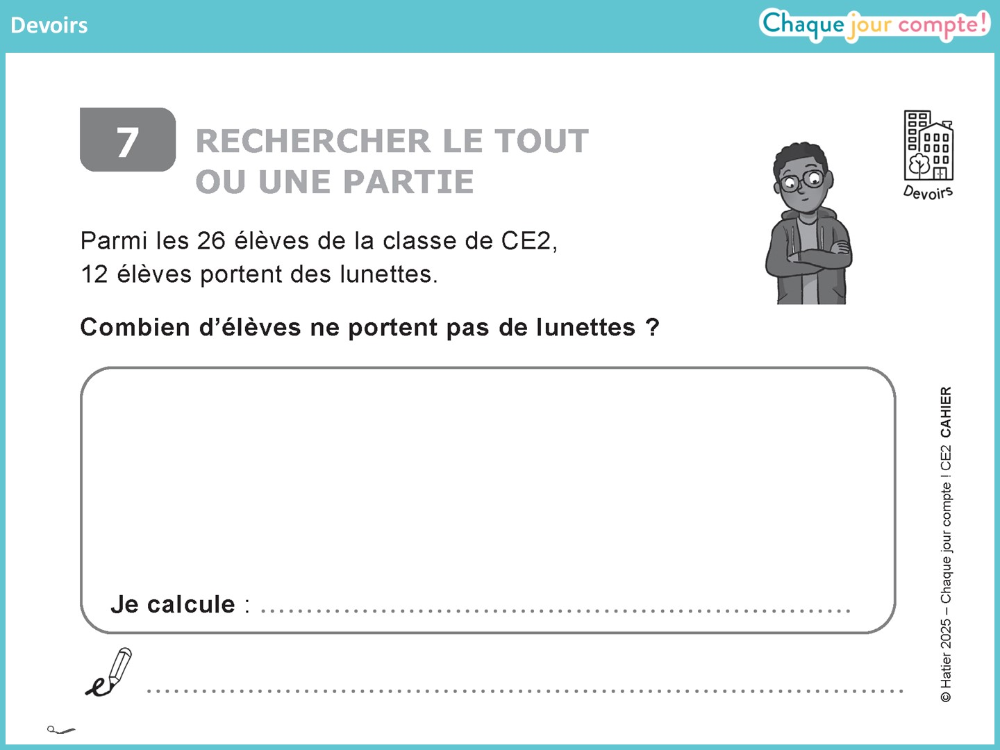 Devoirs
Chaque jour compte!
7
RECHERCHER LE TOUT
OU UNE PARTIE
Devoirs
Parmi les 26 élèves de la classe de CE2,
12 élèves portent des lunettes.
Combien d’élèves ne portent pas de lunettes ?
Je calcule : ................................................................
................................................................................
© Hatier 2025 – Chaque jour compte ! CE2 CAHIER